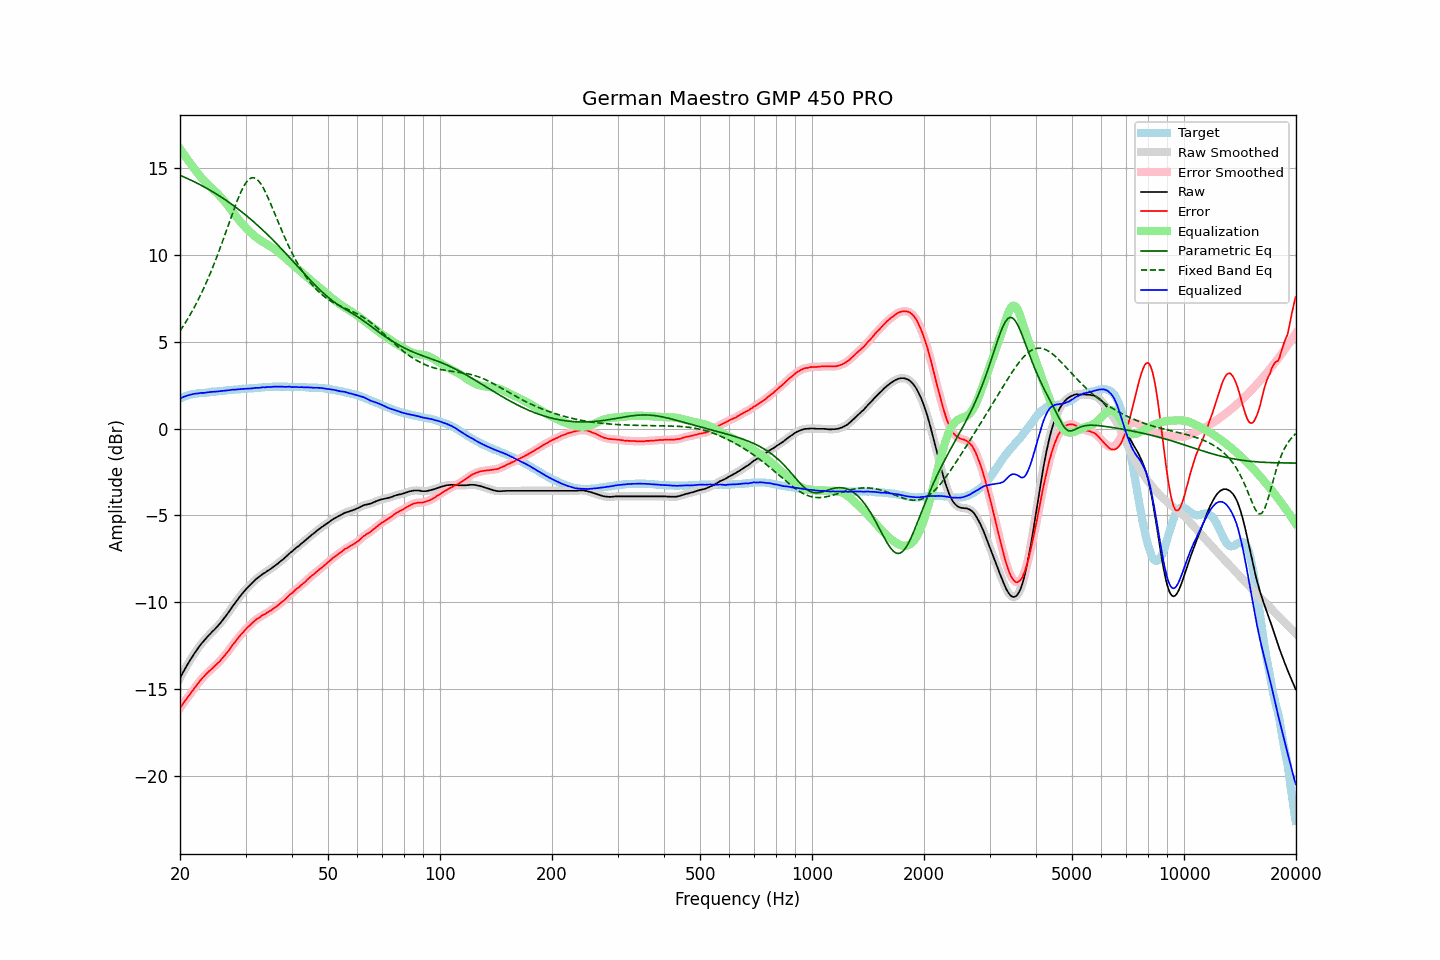 German Maestro GMP 450 PRO
Target
Raw Smoothed
Error Smoothed
Raw
Error
Equalization
Parametric Eq
Fixed Band Eq
Equalized
Amplitude (dBr)
15
10
5
0
−5
−10
−15
−20
20
50
100
200
500
1000
2000
5000
10000
20000
Frequency (Hz)